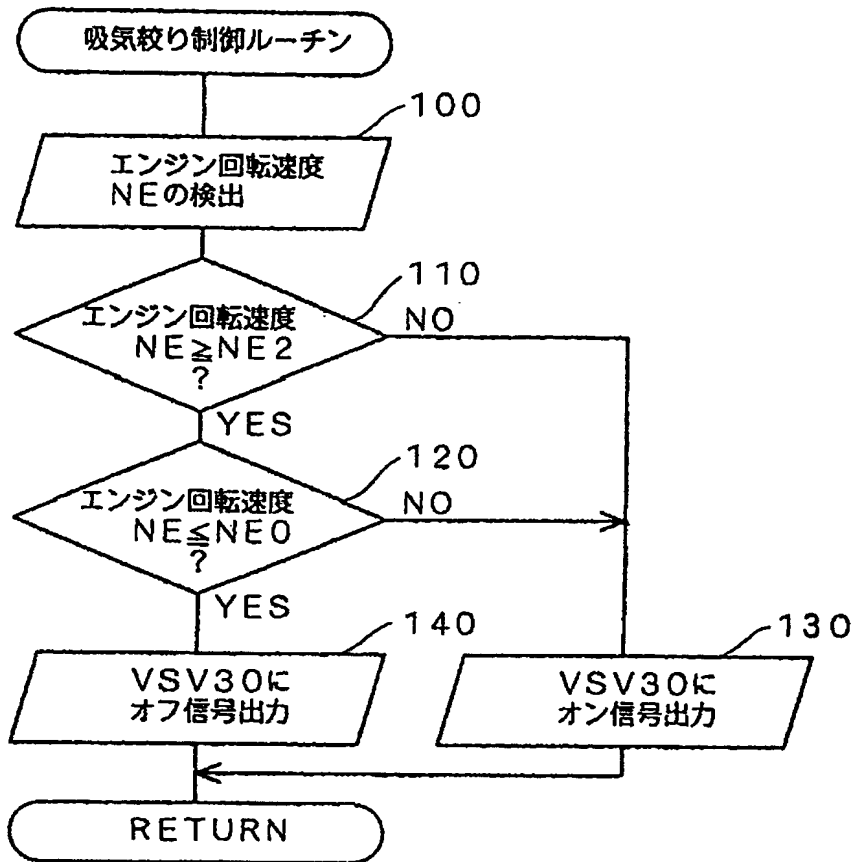 吸気絞り制御ルーチン
100
エンジン回転速度
NEの検出
110
エンジン回転速度
NE≧NE2
?
NO
YES
120
エンジン回転速度
NE≦NE0
?
NO
YES
140
VSV30に
オフ信号出力
130
VSV30に
オン信号出力
RETURN